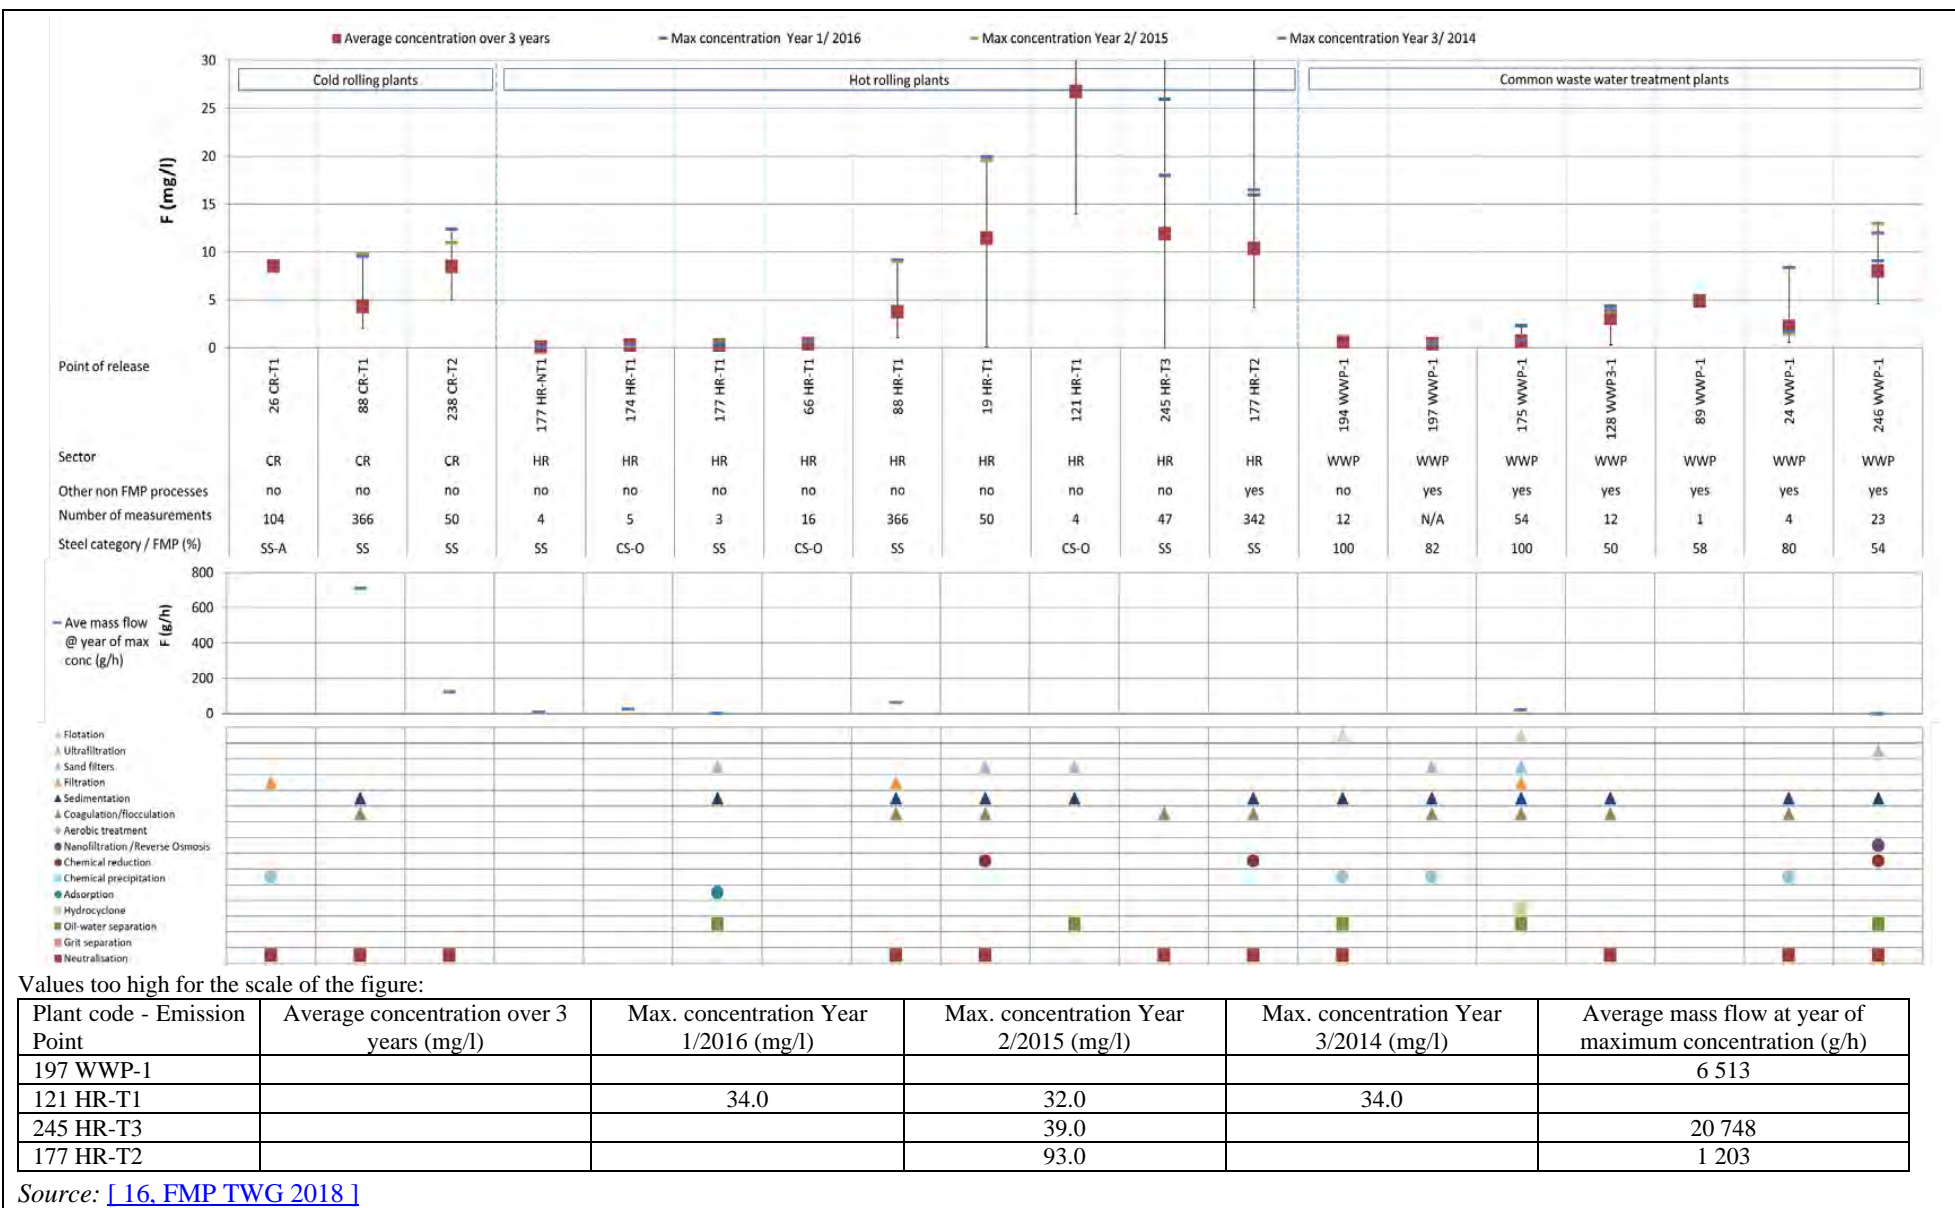 Average concentration over 3 years Max concentration Year 1/ 2016 Max concentration Year 2/ 2015 Max concentration Year 3/ 2014
30
Cold rolling plants Hot rolling plants Common waste water treatment plants
25
20
F (mg/l)
15
10
5
0
Point of release 26 CR-T1 88 CR-T1 238 CR-T2 177 HR-NT1 174 HR-T1 177 HR-T1 66 HR-T1 88 HR-T1 19 HR-T1 121 HR-T1 245 HR-T3 177 HR-T2 194 WWP-1 197 WWP-1 175 WWP-1 128 WWP3-1 89 WWP-1 24 WWP-1 246 WWP-1
Sector CR CR CR HR HR HR HR HR HR HR HR HR WWP WWP WWP WWP WWP WWP WWP
Other non FMP processes no no no no no no no no no no no yes no yes yes yes yes yes yes
Number of measurements 104 366 50 4 5 3 16 366 50 4 47 342 12 N/A 54 12 1 4 23
Steel category / FMP (%) SS-A SS SS SS CS-O SS CS-O SS CS-O SS SS 100 82 100 50 58 80 54
800
600
Ave mass flow
@ year of max
conc (g/h)
F (g/h)
400
200
0
Flotation
Ultrafiltration
Sand filters
Filtration
Sedimentation
Coagulation/flocculation
Aerobic treatment
Nanofiltration /Reverse Osmosis
Chemical reduction
Chemical precipitation
Adsorption
Hydrocyclone
Oil-water separation
Grit separation
Neutralisation
Values too high for the scale of the figure:
Plant code - Emission Average concentration over 3 Max. concentration Year Max. concentration Year Max. concentration Year Average mass flow at year of
Point years (mg/l) 1/2016 (mg/l) 2/2015 (mg/l) 3/2014 (mg/l) maximum concentration (g/h)
197 WWP-1 6 513
121 HR-T1 34.0 32.0 34.0
245 HR-T3 39.0 20 748
177 HR-T2 93.0 1 203
Source: [ 16, FMP TWG 2018 ]